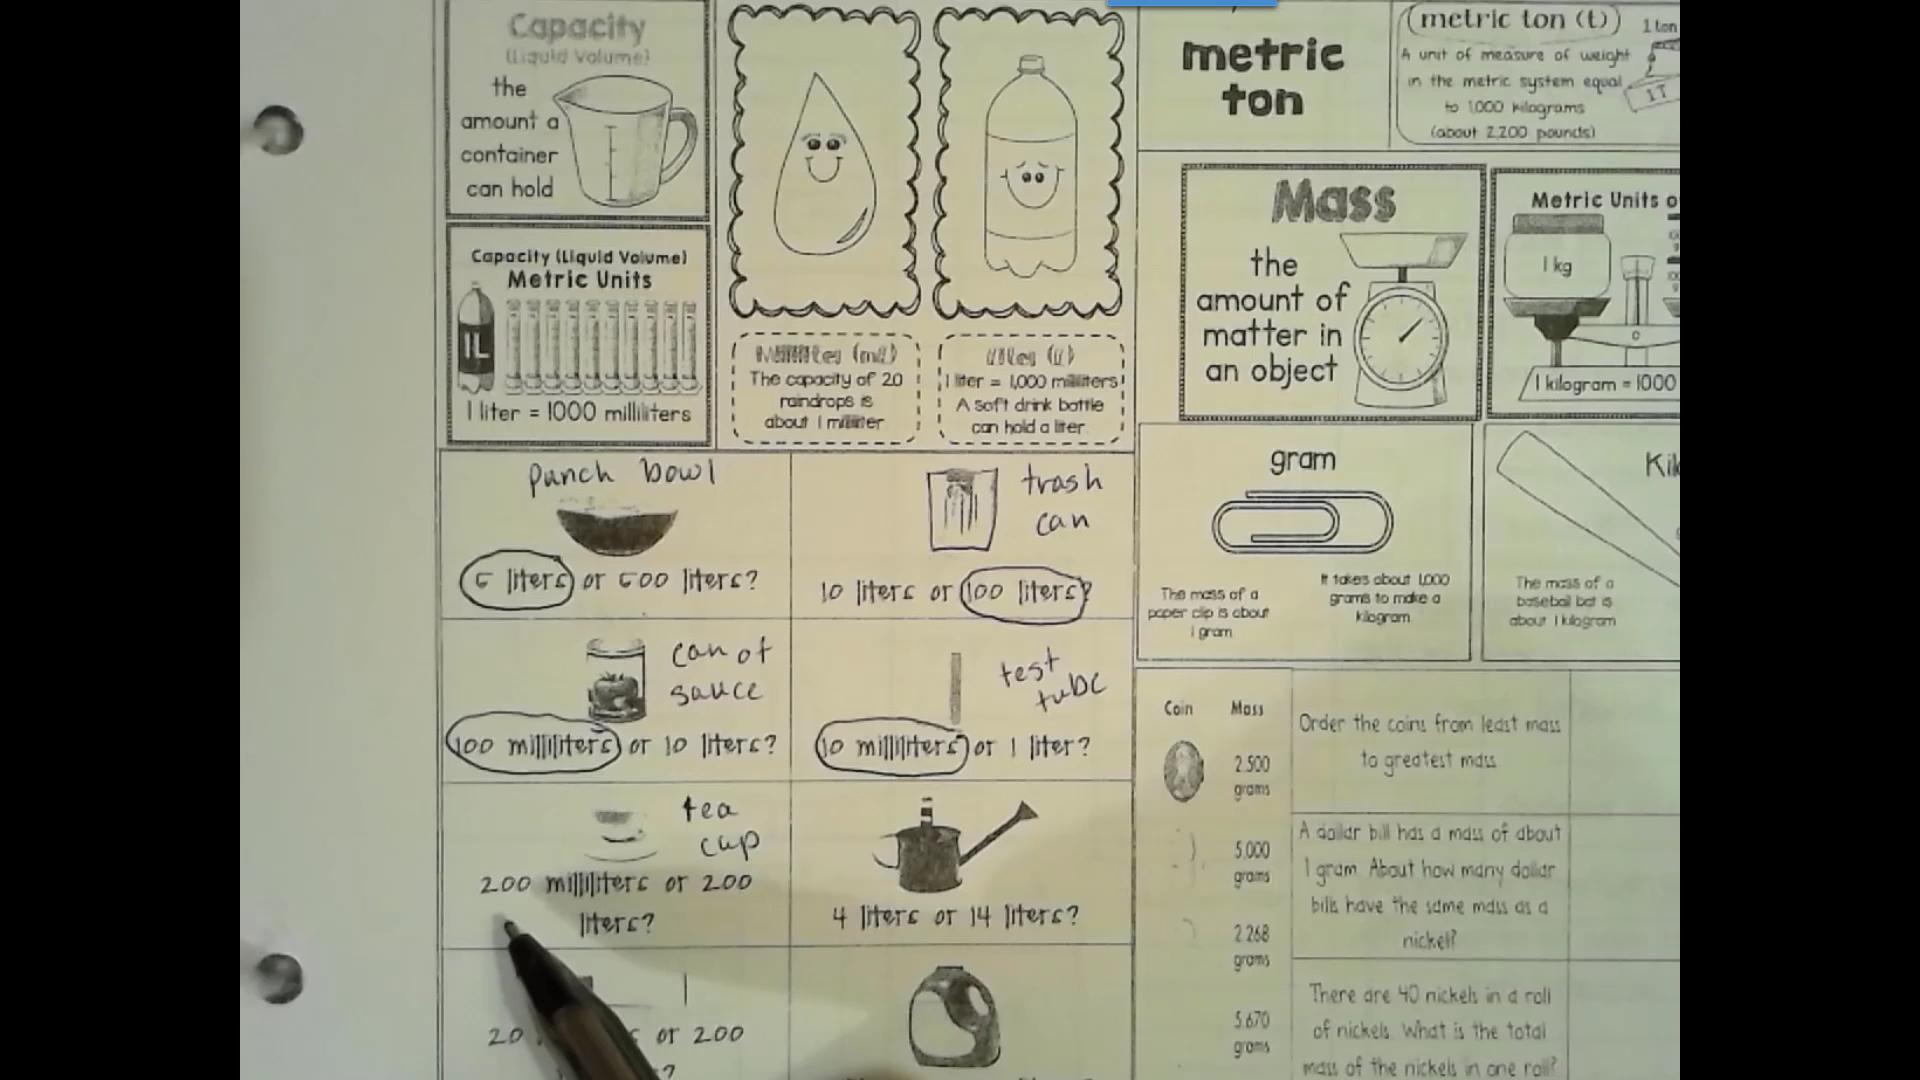 Capacity
(Liquid Volume)
the
amount a
container
can hold
Capacity (Liquid Volume)
Metric Units
1L
1 liter = 1000 milliliters
The capacity of 20
raindrops is
about 1 milliliter
1 liter = 1,000 milliliters
A soft drink bottle
can hold a liter.
metric
ton
metric ton (t)
1 ton
A unit of measure of weight
in the metric system equal
to 1,000 kilograms
(about 2,200 pounds)
1T
Mass
the
amount of
matter in
an object
Metric Units o
1 kg
1 kilogram = 1000
gram
The mass of a
paper clip is about
1 gram
It takes about 1,000
grams to make a
kilogram
The mass of a
baseball bat is
about 1 kilogram
punch bowl
liters or 600 liters?
trash
can
10 liters or 100 liters?
can of
sauce
100 milliliters or 10 liters?
test
tube
10 milliliters or 1 liter?
tea
cup
200 milliliters or 200
liters?
4 liters or 14 liters?
20
or 200
Coin Mass
2.500
grams
5.000
grams
2.268
grams
5.670
grams
Order the coins from least mass
to greatest mass
A dollar bill has a mass of about
1 gram. About how many dollar
bills have the same mass as a
nickel?
There are 40 nickels in a roll
of nickels. What is the total
mass of the nickels in one roll?